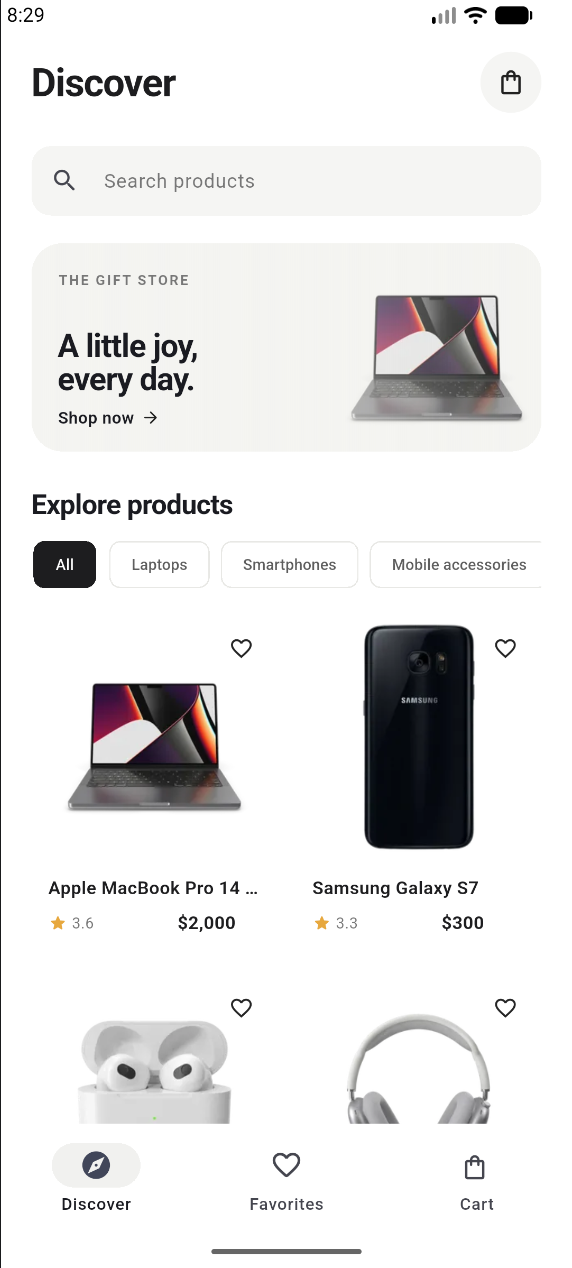 8:29
Discover
Search products
THE GIFT STORE
A little joy,
every day.
Shop now →
Explore products
All
Laptops
Smartphones
Mobile accessories
SAMSUNG
Apple MacBook Pro 14 ...
Samsung Galaxy S7
3.6
$2,000
3.3
$300
Discover
Favorites
Cart